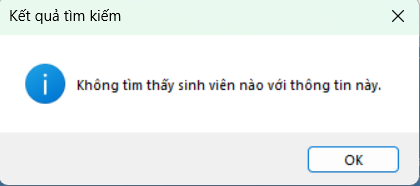 Kết quả tìm kiếm
Không tìm thấy sinh viên nào với thông tin này.
OK